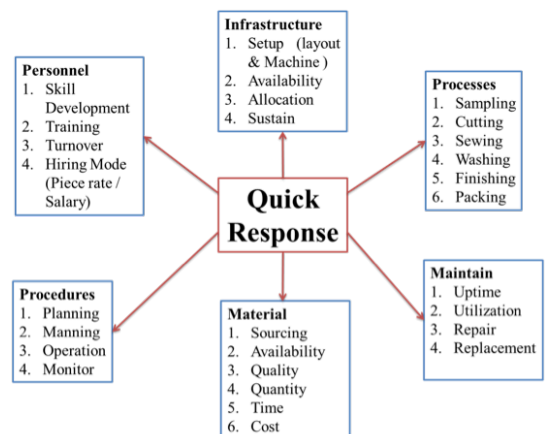 Infrastructure
1. Setup (layout
& Machine )
2. Availability
3. Allocation
4. Sustain
Personnel
1. Skill
Development
2. Training
3. Turnover
4. Hiring Mode
(Piece rate /
Salary)
Processes
1. Sampling
2. Cutting
3. Sewing
4. Washing
5. Finishing
6. Packing
Quick
Response
Procedures
1. Planning
2. Manning
3. Operation
4. Monitor
Material
1. Sourcing
2. Availability
3. Quality
4. Quantity
5. Time
6. Cost
Maintain
1. Uptime
2. Utilization
3. Repair
4. Replacement